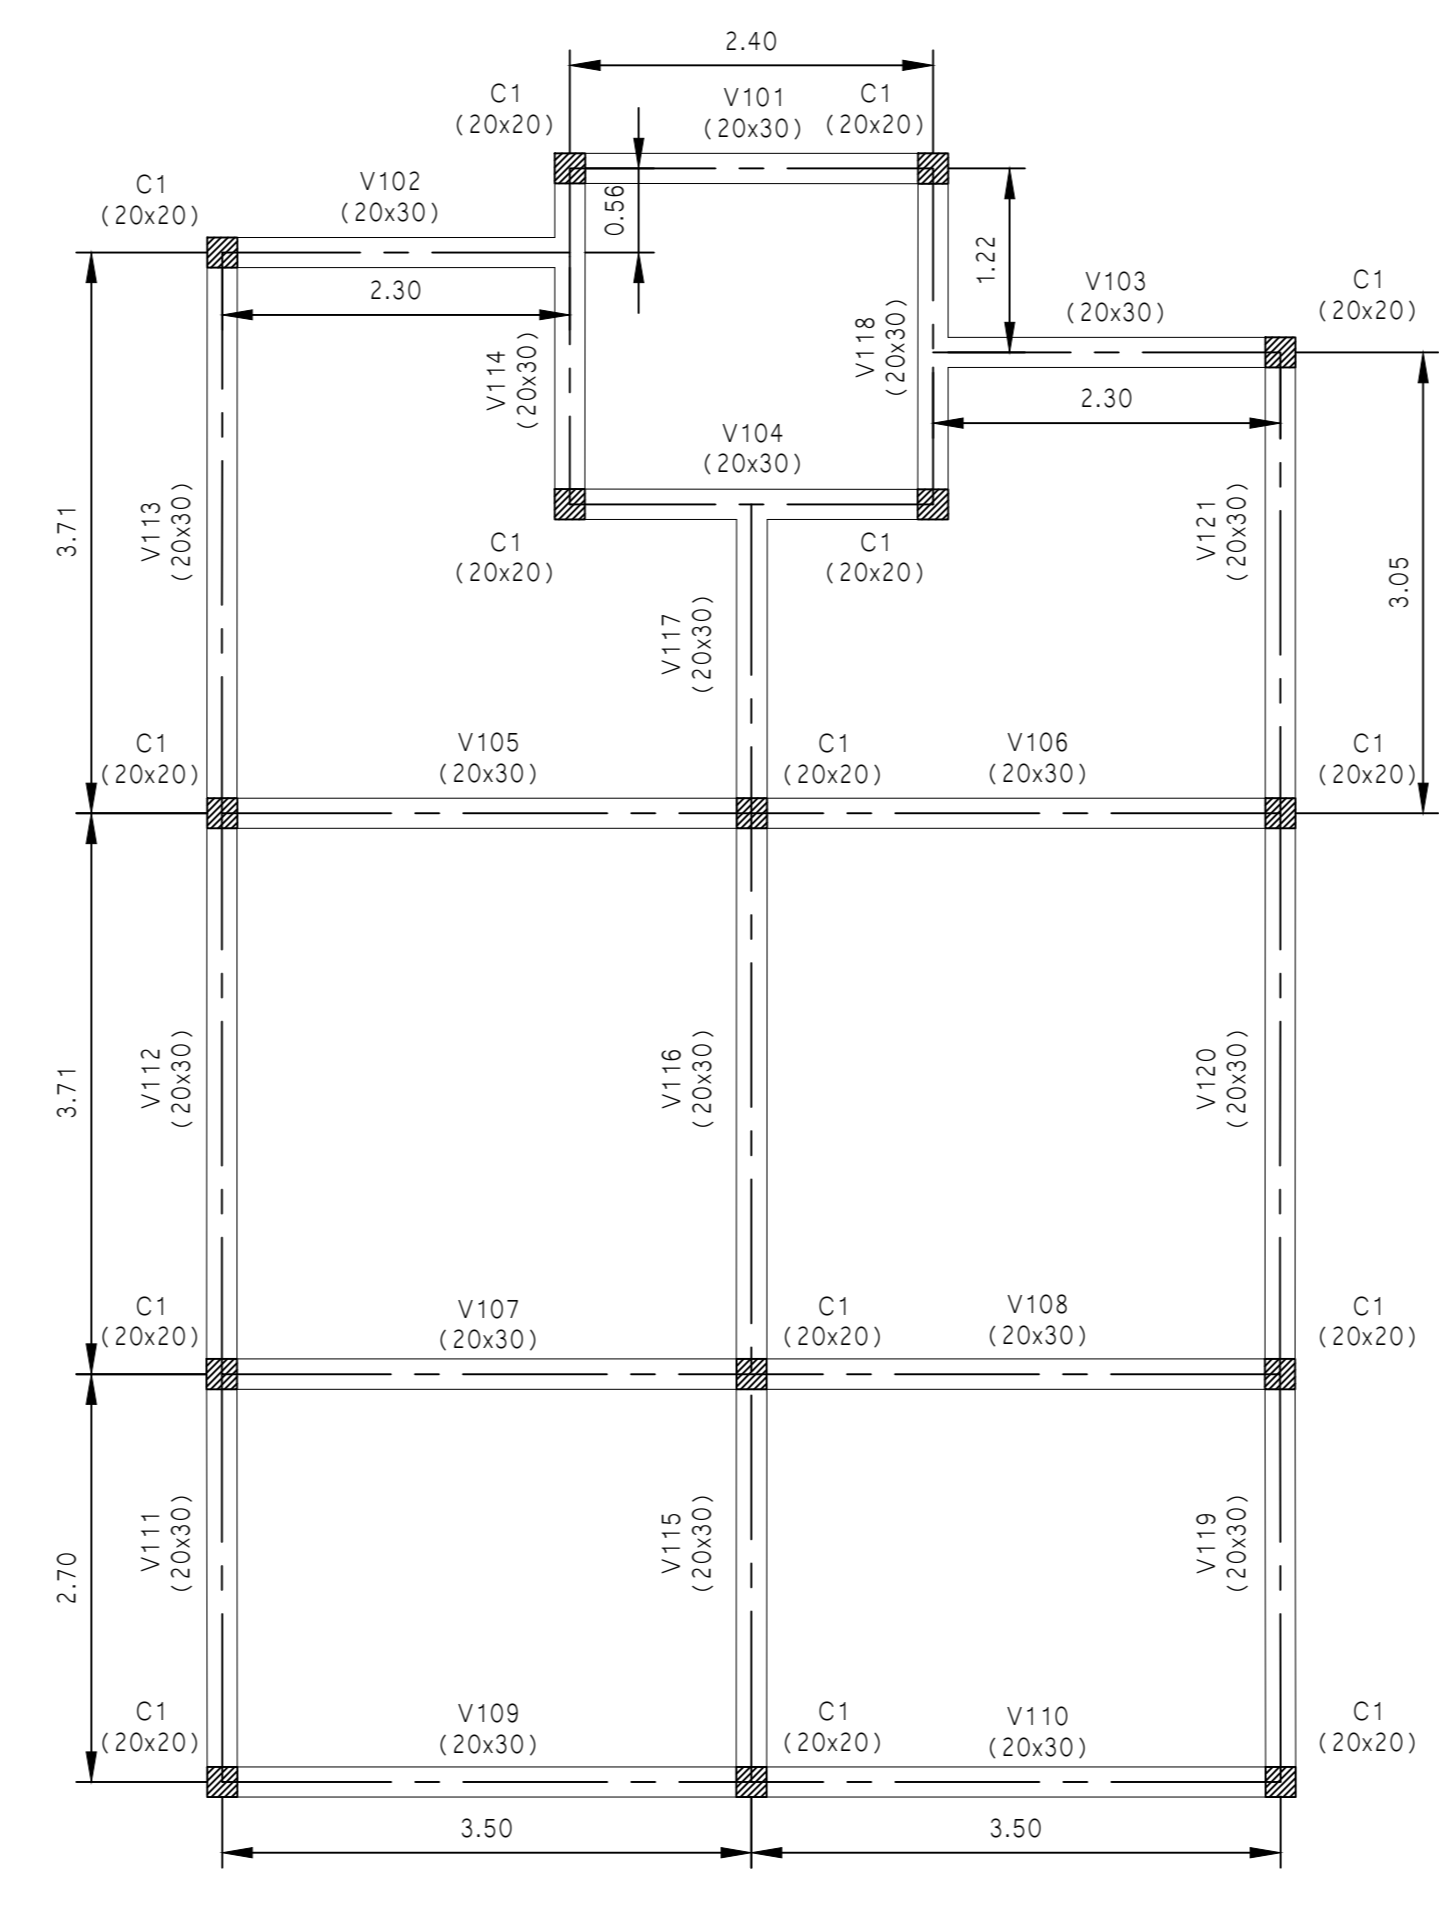 2.40
C1
(20x20)
V101
(20x30)
C1
(20x20)
C1
(20x20)
V102
(20x30)
0.56
1.22
2.30
V103
(20x30)
C1
(20x20)
V114
(20x30)
V118
(20x30)
2.30
V104
(20x30)
3.71
V113
(20x30)
C1
(20x20)
C1
(20x20)
V121
(20x30)
3.05
V117
(20x30)
C1
(20x20)
V105
(20x30)
C1
(20x20)
V106
(20x30)
C1
(20x20)
3.71
V112
(20x30)
V116
(20x30)
V120
(20x30)
C1
(20x20)
V107
(20x30)
C1
(20x20)
V108
(20x30)
C1
(20x20)
2.70
V111
(20x30)
V115
(20x30)
V119
(20x30)
C1
(20x20)
V109
(20x30)
C1
(20x20)
V110
(20x30)
C1
(20x20)
3.50
3.50